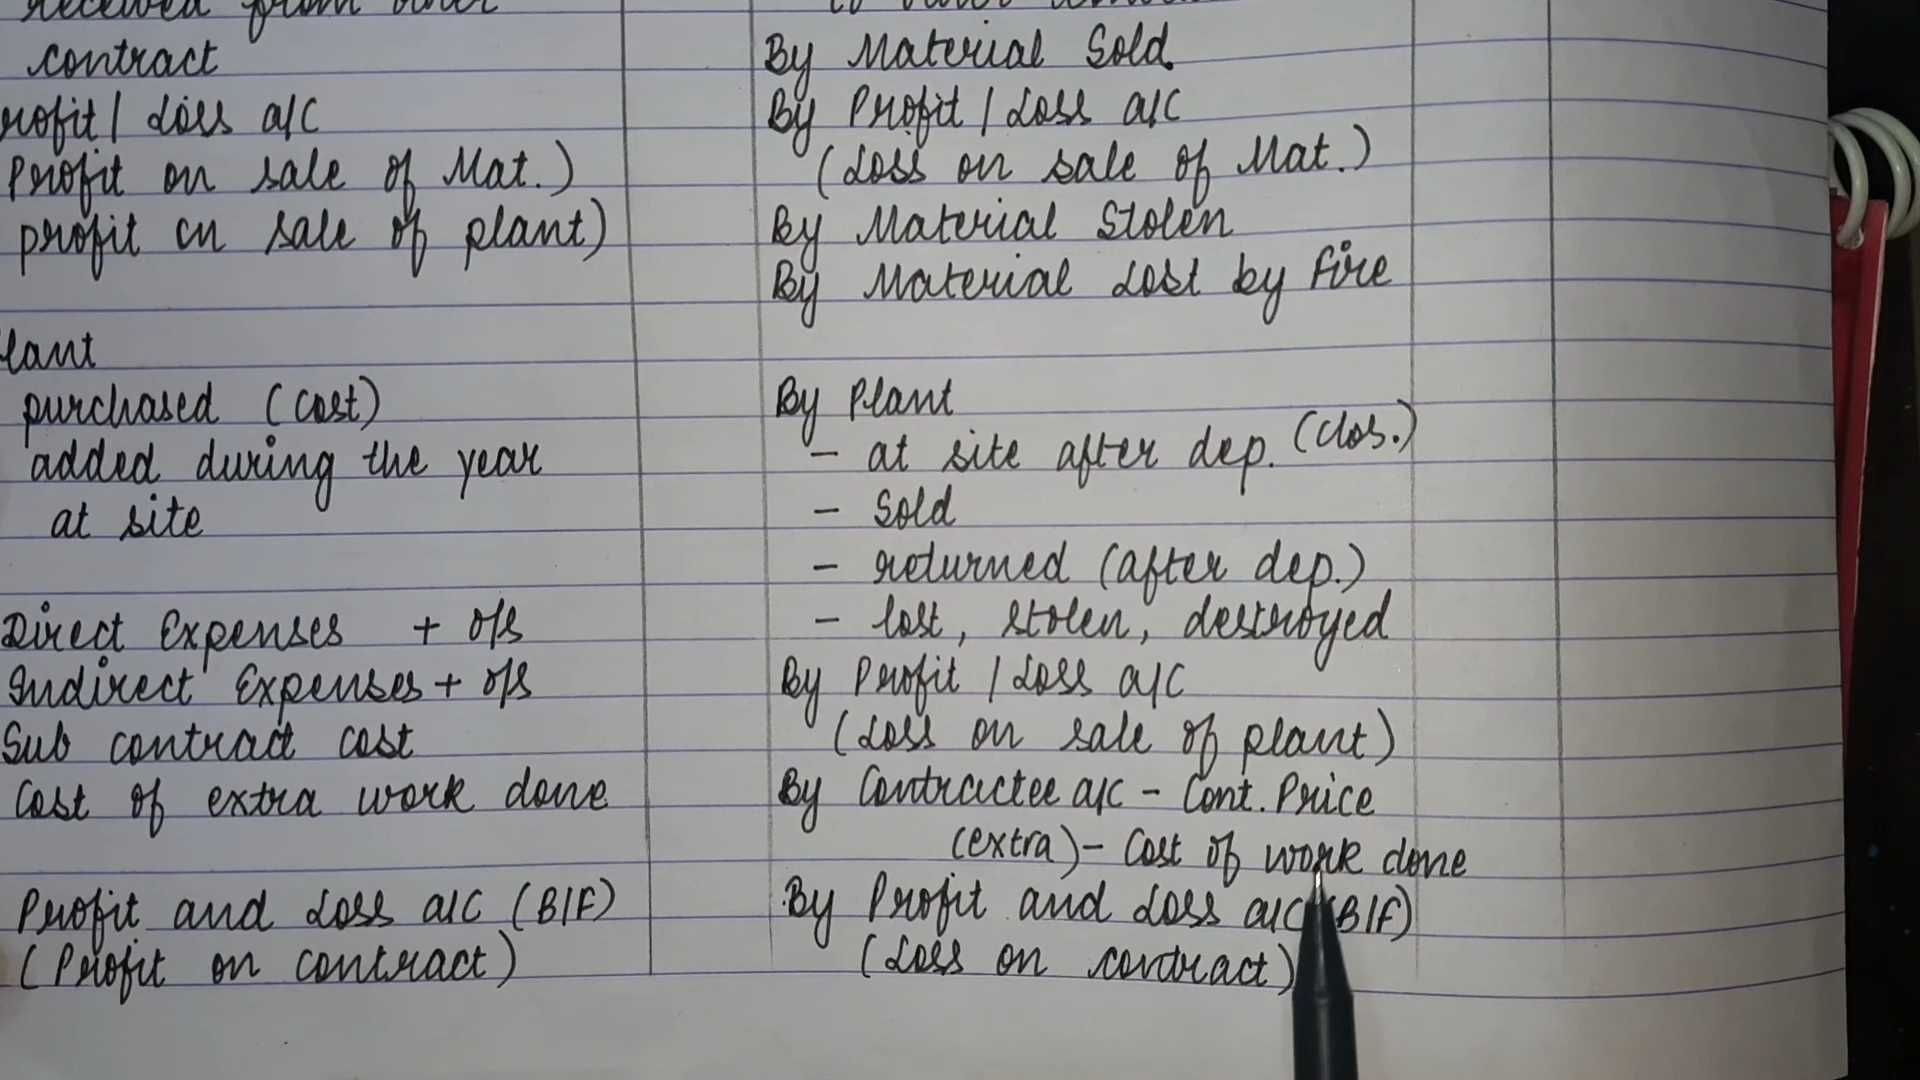 received from other
contract
rofit/ Loss a/c
Profit on sale of Mat.)
profit on sale of plant)
lant
purchased (cost)
added during the year
at site
Direct Expenses + o/s
Indirect Expenses + o/s
Sub contract cost
Cost of extra work done
Profit and Loss a/c (B/F)
(Profit on contract)
By Material Sold
By Profit / Loss a/c
(Loss on sale of Mat.)
By Material Stolen
By Material Lost by fire
By Plant
- at site after dep. (Clos.)
- Sold
- returned (after dep.)
- lost, stolen, destroyed
By Profit / Loss a/c
(Loss on sale of plant)
By Contractee a/c - Cont. Price
(extra) - Cost of work done
By Profit and Loss a/c (B/F)
(Loss on contract)